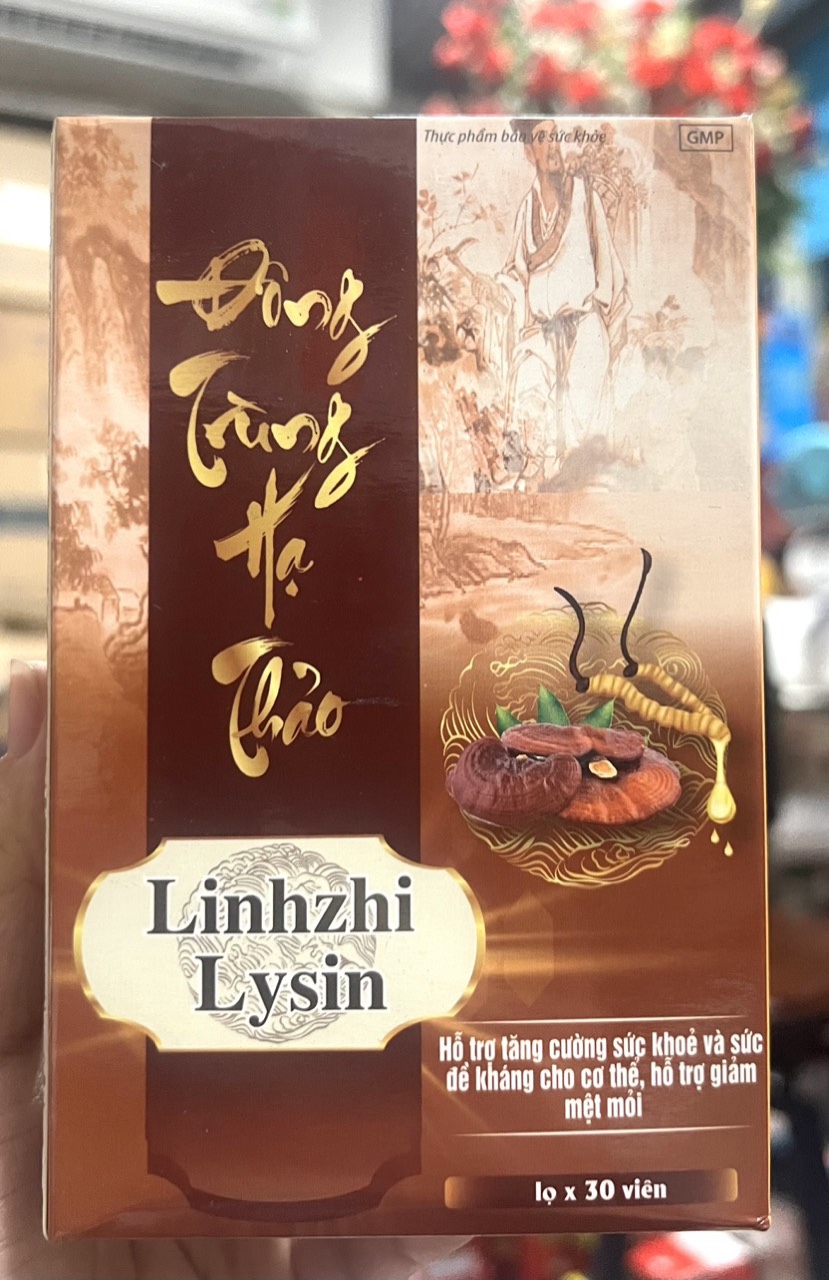 Thực phẩm bảo vệ sức khỏe
GMP
Đông
Trùng
Hạ
Thảo
Linhzhi
Lysin
Hỗ trợ tăng cường sức khoẻ và sức
đề kháng cho cơ thể, hỗ trợ giảm
mệt mỏi
lọ x 30 viên